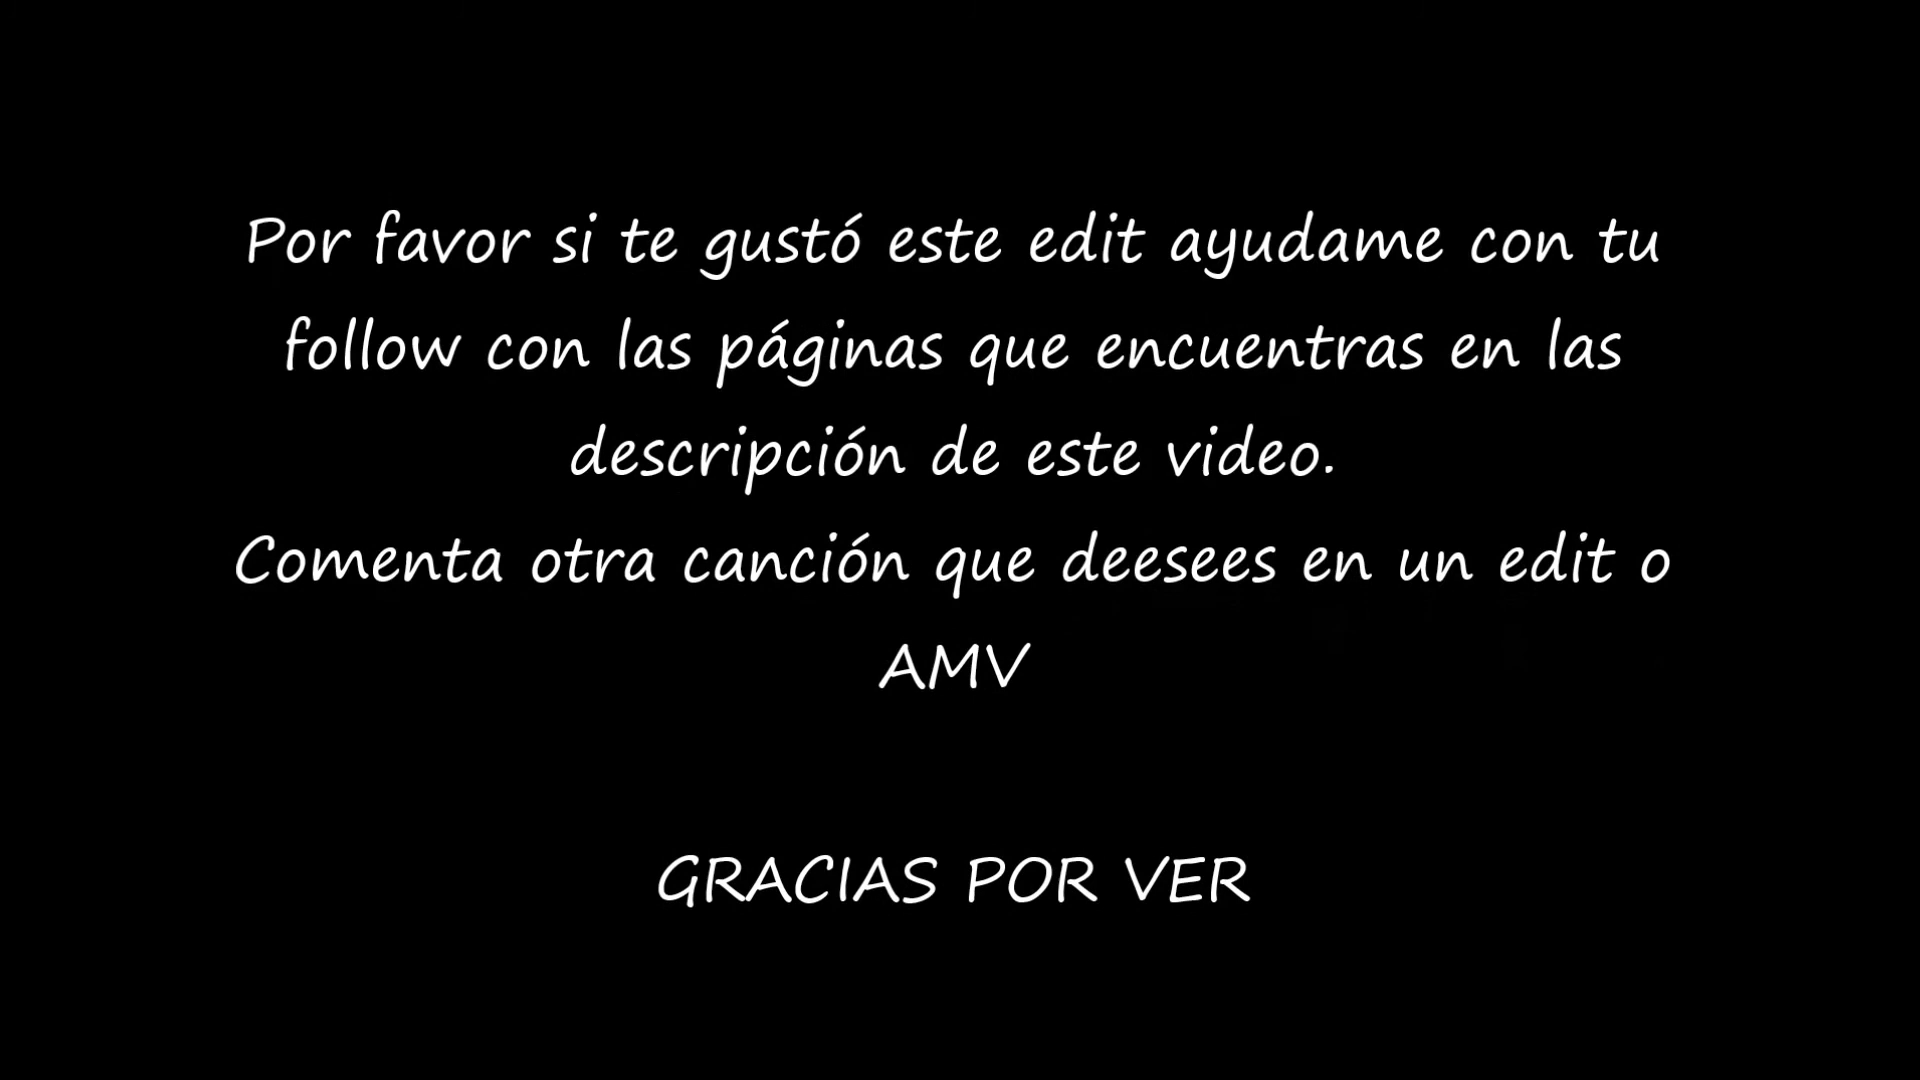 Por favor si te gustó este edit ayudame con tu
follow con las páginas que encuentras en las
descripción de este video.
Comenta otra canción que deesees en un edit o
AMV
GRACIAS POR VER